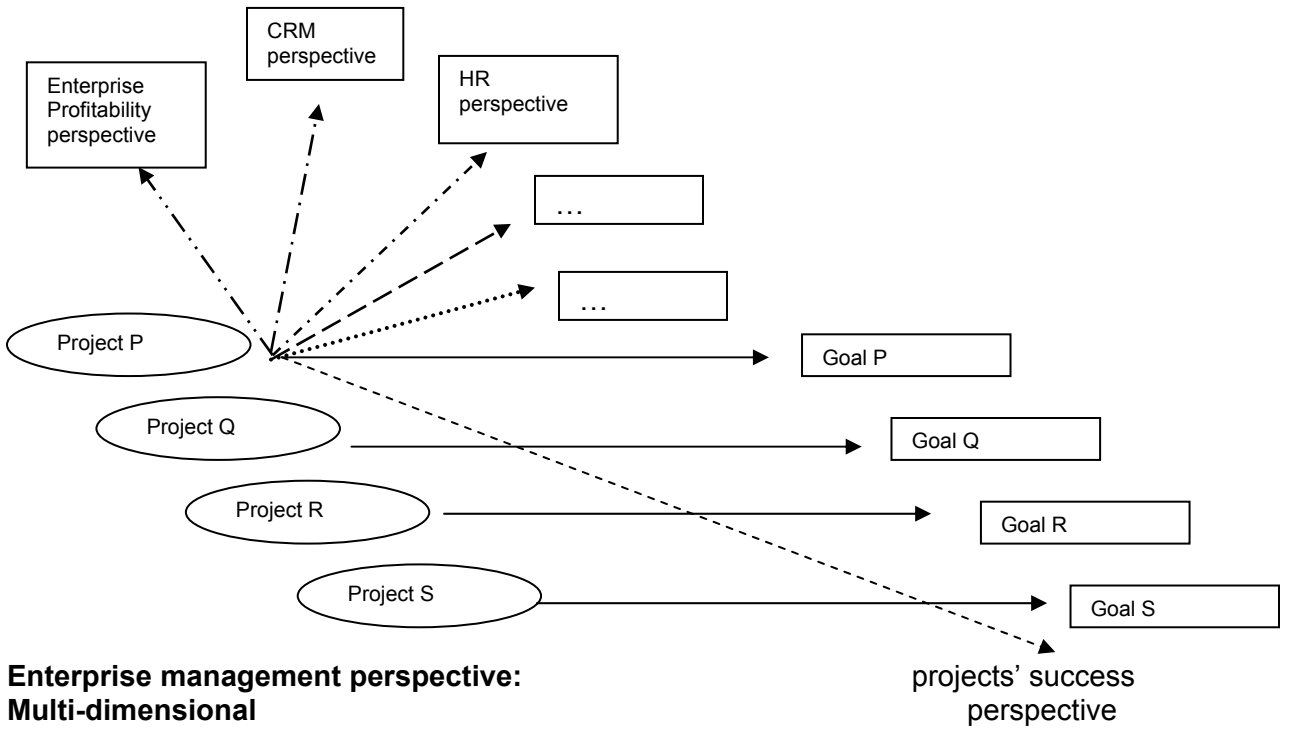 CRM
perspective
Enterprise
Profitability
perspective
HR
perspective
...
...
Project P
Goal P
Project Q
Goal Q
Project R
Goal R
Project S
Goal S
Enterprise management perspective:
Multi-dimensional
projects’ success
perspective